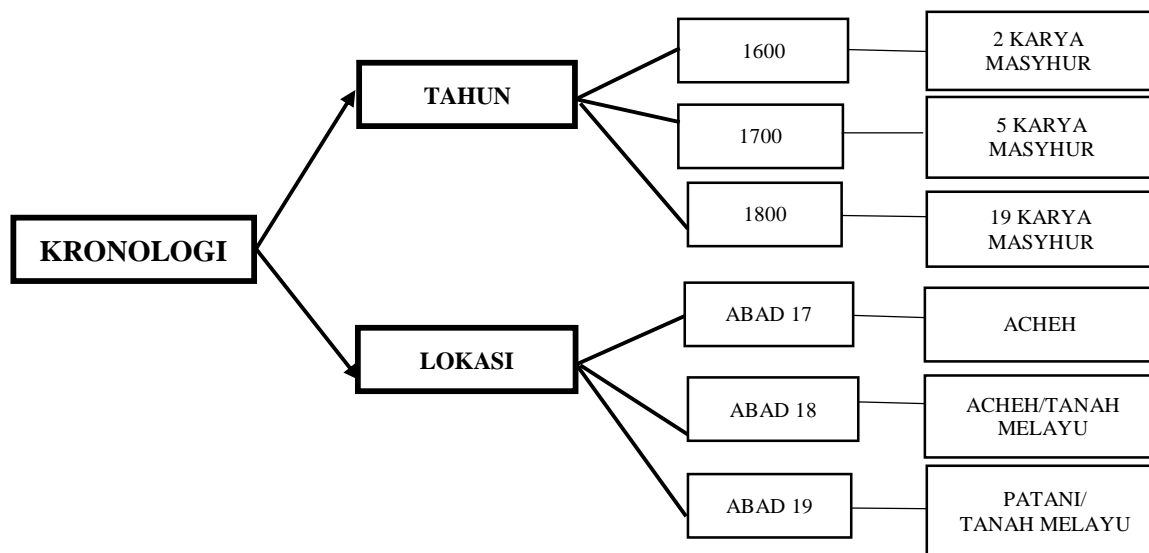 KRONOLOGI
TAHUN
1600
2 KARYA
MASYHUR
1700
5 KARYA
MASYHUR
1800
19 KARYA
MASYHUR
LOKASI
ABAD 17
ACHEH
ABAD 18
ACHEH/TANAH
MELAYU
ABAD 19
PATANI/
TANAH MELAYU